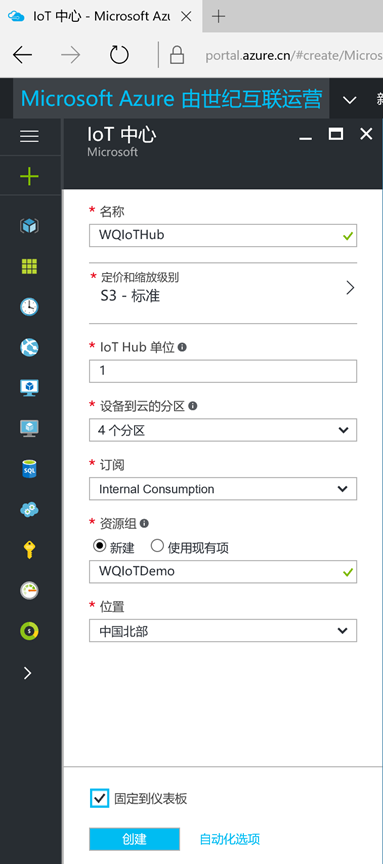 IoT 中心 - Microsoft Azu
portal.azure.cn/#create/Micros
Microsoft Azure 由世纪互联运营
IoT 中心
Microsoft
* 名称
WQIoTHub
* 定价和缩放级别
S3 - 标准
* IoT Hub 单位
1
* 设备到云的分区
4 个分区
* 订阅
Internal Consumption
* 资源组
新建 使用现有项
WQIoTDemo
* 位置
中国北部
固定到仪表板
创建 自动化选项